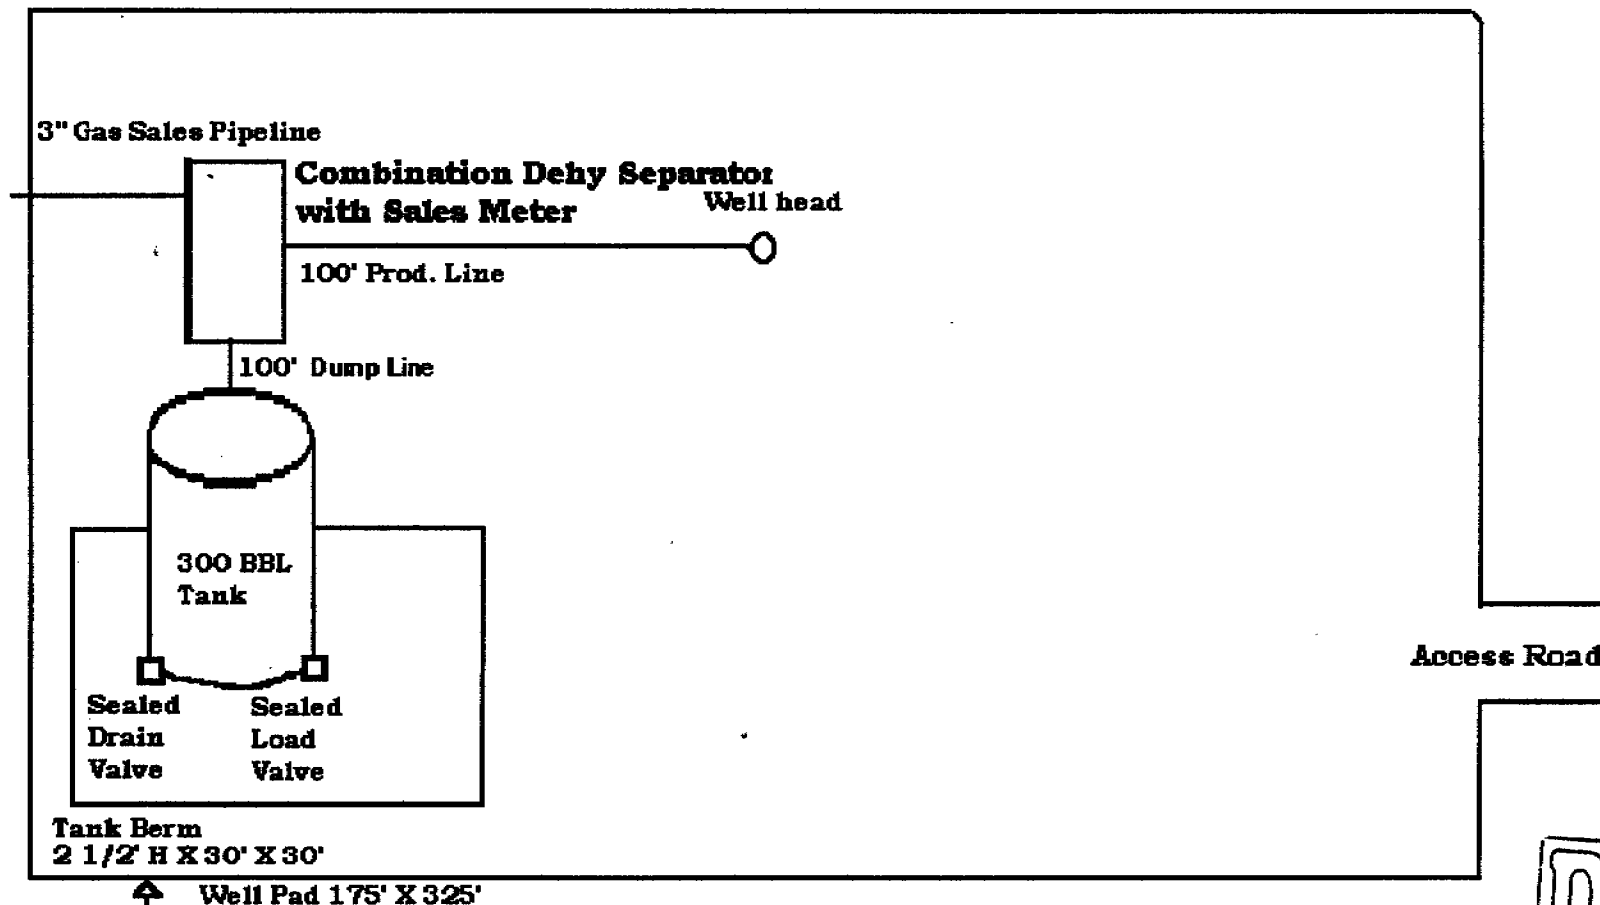 3" Gas Sales Pipeline
Combination Dehy Separator
with Sales Meter
Well head
100' Prod. Line
100' Dump Line
300 BBL
Tank
Sealed
Drain
Valve
Sealed
Load
Valve
Access Road
Tank Berm
2 1/2' H X 30' X 30'
Well Pad 175' X 325'